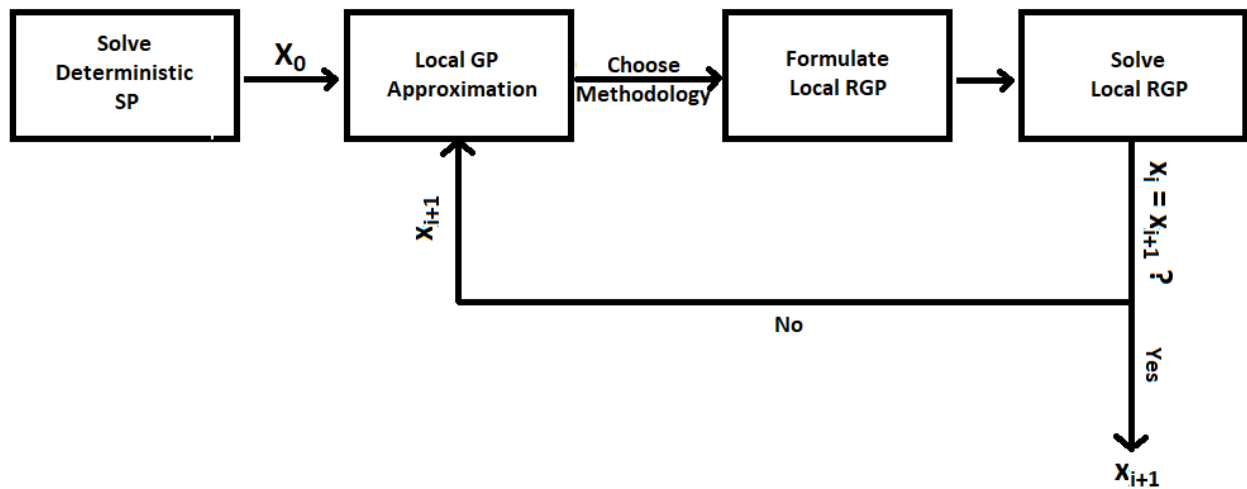 Solve
Deterministic
SP
X₀
Local GP
Approximation
Choose
Methodology
Formulate
Local RGP
Solve
Local RGP
xᵢ = xᵢ₊₁ ?
xᵢ₊₁
No
Yes
xᵢ₊₁